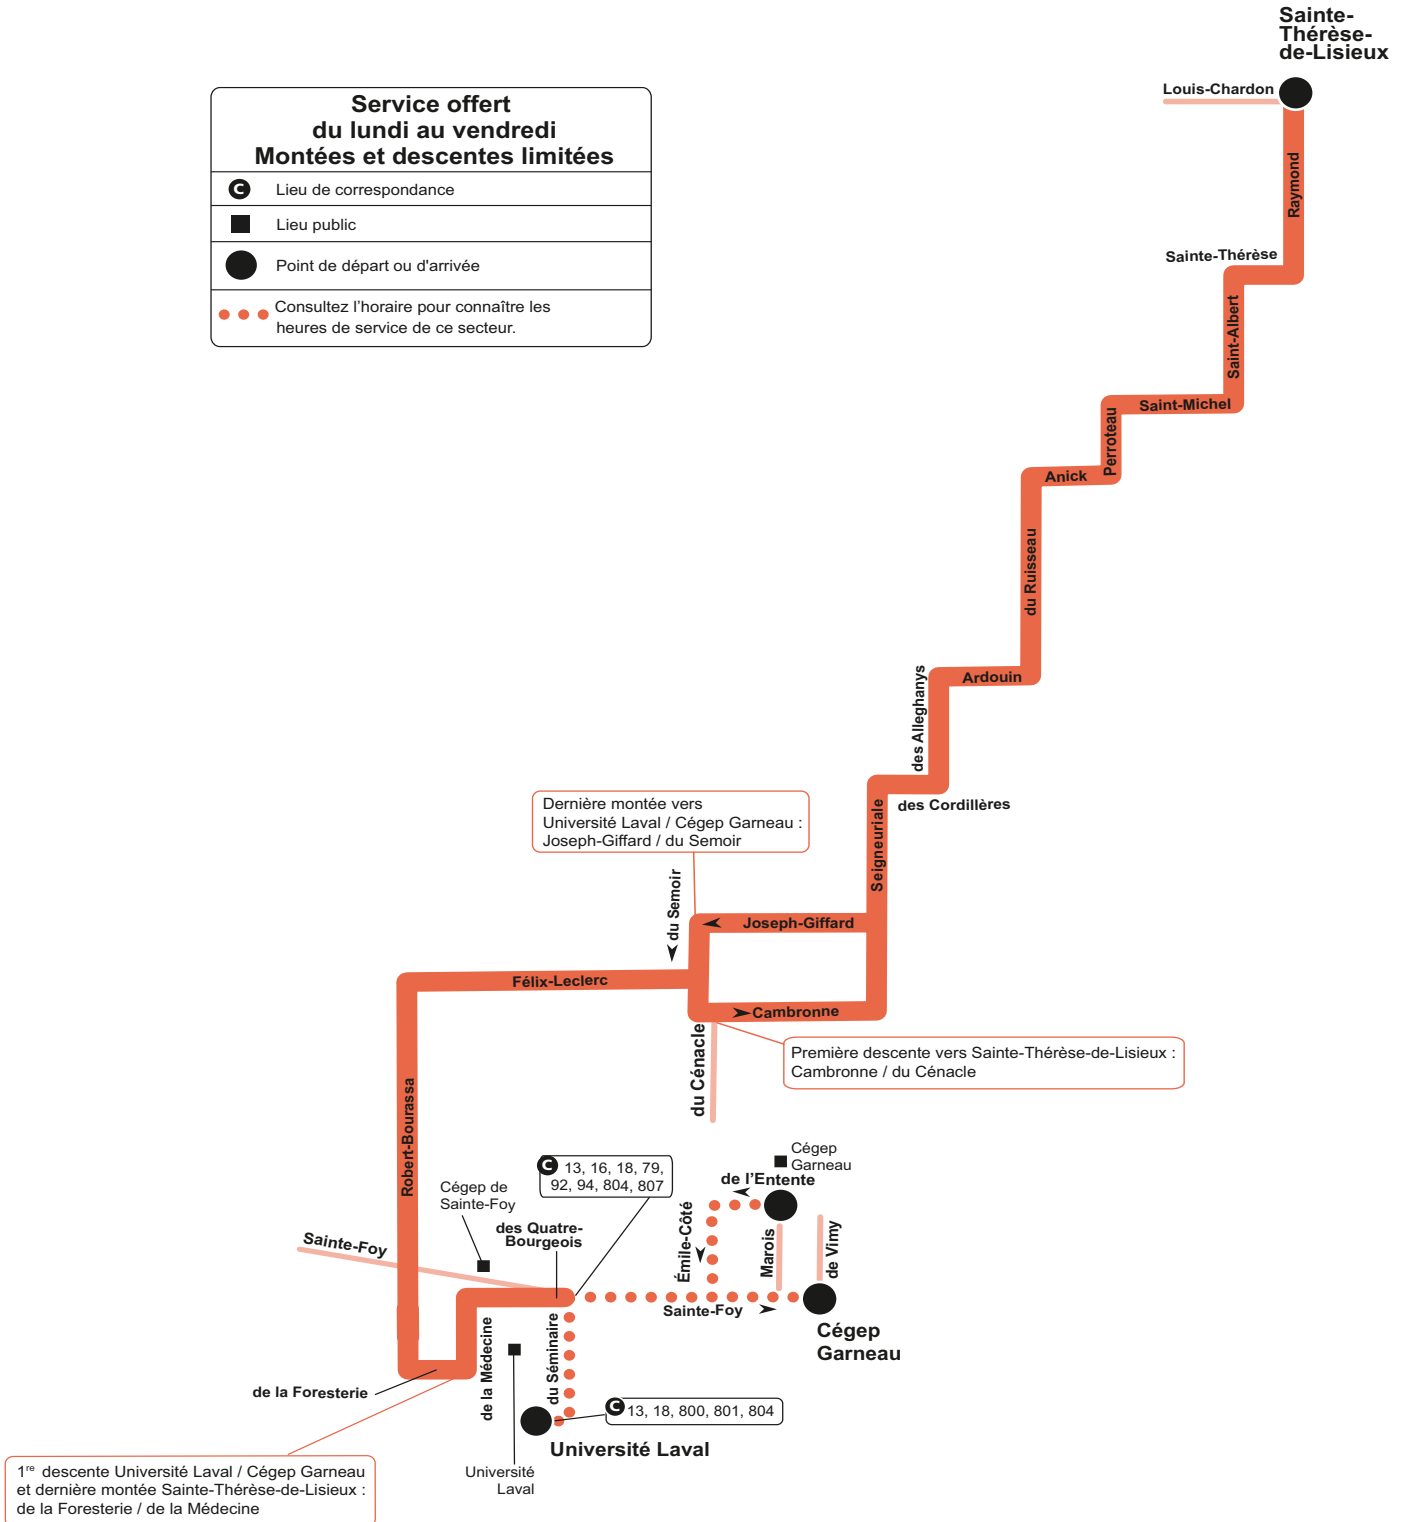 Sainte-
Thérèse-
de-Lisieux
Louis-Chardon
Service offert
du lundi au vendredi
Montées et descentes limitées
C Lieu de correspondance
Lieu public
Point de départ ou d'arrivée
Consultez l’horaire pour connaître les
heures de service de ce secteur.
Raymond
Sainte-Thérèse
Saint-Albert
Saint-Michel
Perroteau
Anick
du Ruisseau
Ardouin
des Alleghanys
des Cordillères
Seigneuriale
Dernière montée vers
Université Laval / Cégep Garneau :
Joseph-Giffard / du Semoir
du Semoir
Joseph-Giffard
Félix-Leclerc
Cambronne
du Cénacle
Première descente vers Sainte-Thérèse-de-Lisieux :
Cambronne / du Cénacle
Robert-Bourassa
C 13, 16, 18, 79,
92, 94, 804, 807
Cégep
Garneau
de l’Entente
Cégep de
Sainte-Foy
des Quatre-
Bourgeois
Émile-Côté
Marois
de Vimy
Sainte-Foy
Sainte-Foy
Cégep
Garneau
de la Médecine
du Séminaire
de la Foresterie
C 13, 18, 800, 801, 804
Université Laval
Université
Laval
1re descente Université Laval / Cégep Garneau
et dernière montée Sainte-Thérèse-de-Lisieux :
de la Foresterie / de la Médecine